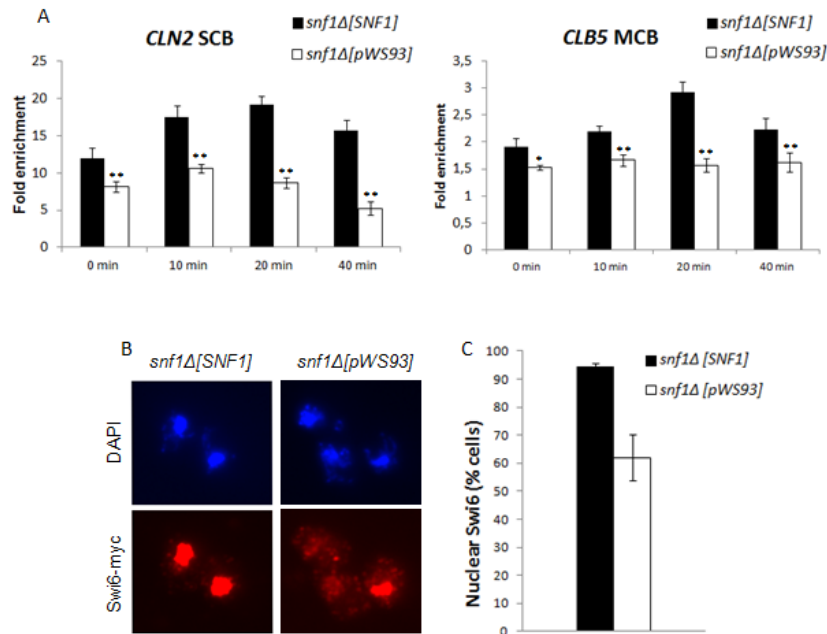 A
CLN2 SCB
snf1Δ[SNF1]
snf1Δ[pWS93]
Fold enrichment
25
20
15
10
5
0
**
**
**
**
0 min
10 min
20 min
40 min
CLB5 MCB
snf1Δ[SNF1]
snf1Δ[pWS93]
Fold enrichment
3,5
3
2,5
2
1,5
1
0,5
0
*
**
**
**
0 min
10 min
20 min
40 min
B
snf1Δ[SNF1]
snf1Δ[pWS93]
DAPI
Swi6-myc
C
snf1Δ [SNF1]
snf1Δ [pWS93]
Nuclear Swi6 (% cells)
100
90
80
70
60
50
40
30
20
10
0